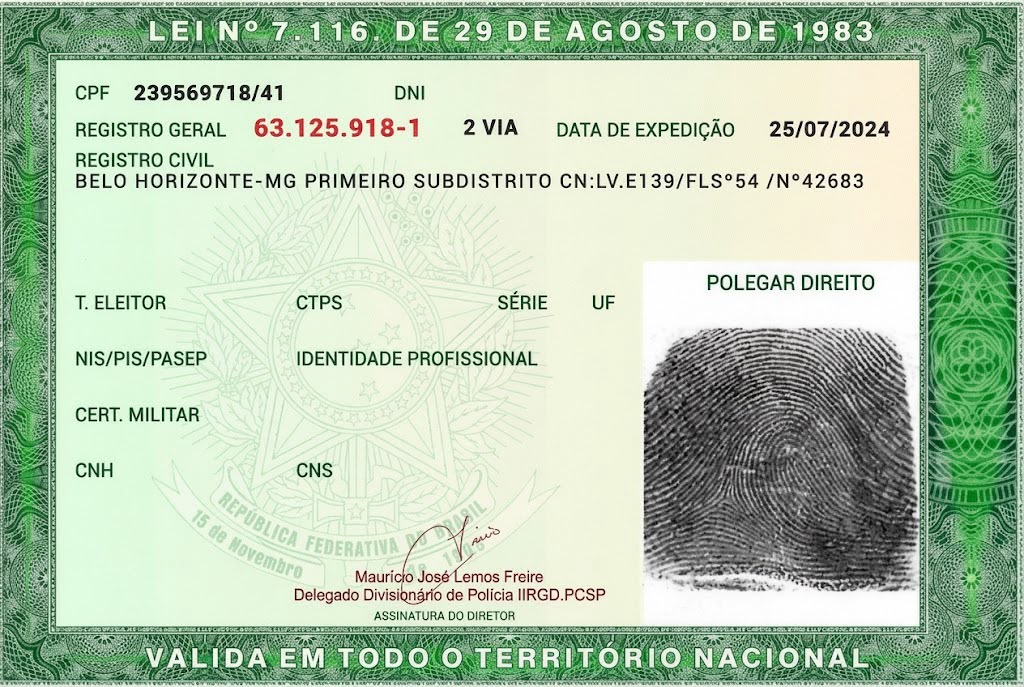 LEI Nº 7.116. DE 29 DE AGOSTO DE 1983
CPF 239569718/41 DNI
REGISTRO GERAL 63.125.918-1 2 VIA DATA DE EXPEDIÇÃO 25/07/2024
REGISTRO CIVIL
BELO HORIZONTE-MG PRIMEIRO SUBDISTRITO CN:LV.E139/FLSº54 /Nº42683
POLEGAR DIREITO
T. ELEITOR CTPS SÉRIE UF
NIS/PIS/PASEP IDENTIDADE PROFISSIONAL
CERT. MILITAR
CNH CNS
REPÚBLICA FEDERATIVA DO BRASIL
15 de Novembro de
Maurício José Lemos Freire
Delegado Divisionário de Polícia IIRGD.PCSP
ASSINATURA DO DIRETOR
VALIDA EM TODO O TERRITÓRIO NACIONAL